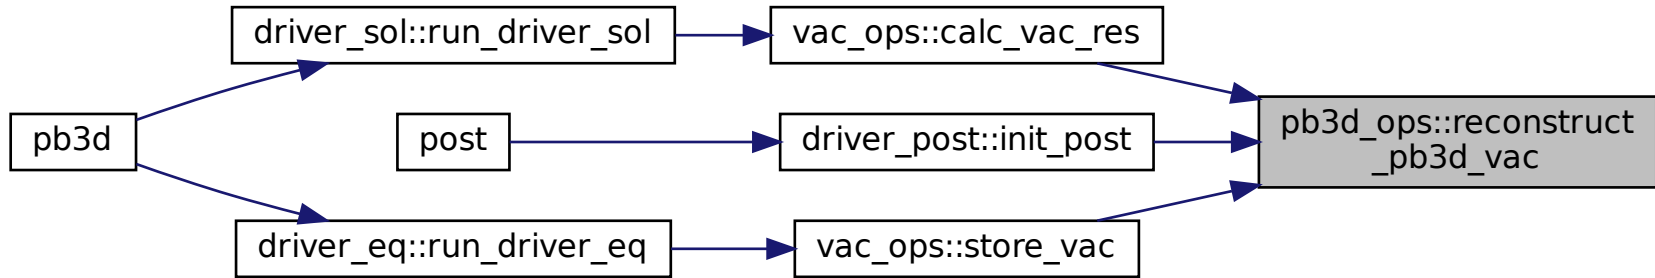 driver_sol::run_driver_sol
vac_ops::calc_vac_res
pb3d
post
driver_post::init_post
pb3d_ops::reconstruct
_pb3d_vac
driver_eq::run_driver_eq
vac_ops::store_vac